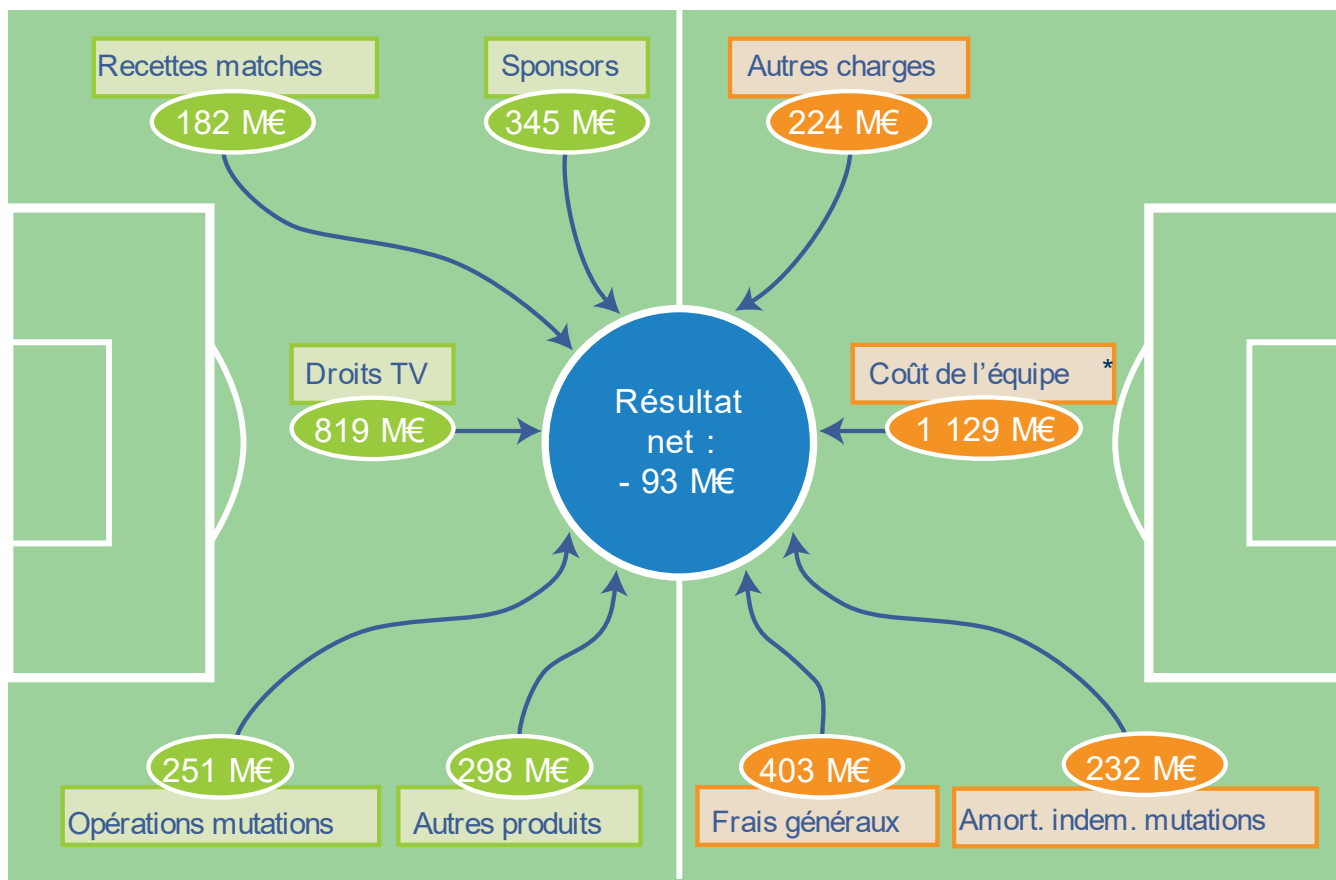 Recettes matches
182 M€
Sponsors
345 M€
Autres charges
224 M€
Droits TV
819 M€
Résultat
net :
- 93 M€
Coût de l'équipe *
1 129 M€
251 M€
Opérations mutations
298 M€
Autres produits
403 M€
Frais généraux
232 M€
Amort. indem. mutations